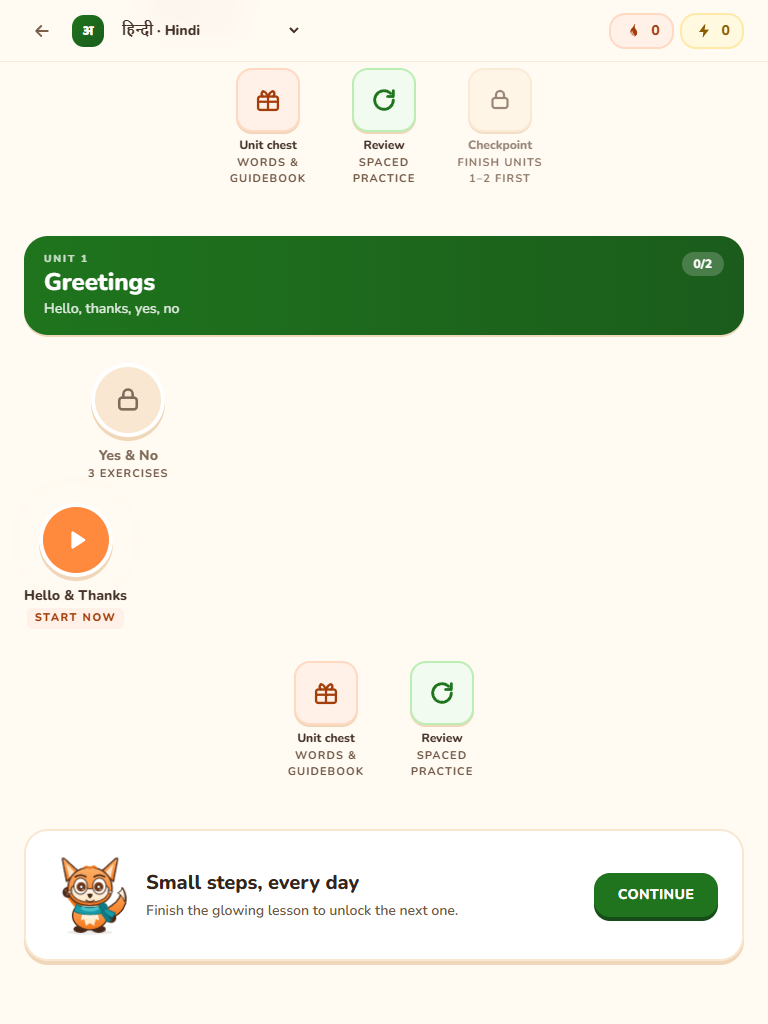 अ
हिन्दी · Hindi
0
0
Unit chest
WORDS &
GUIDEBOOK
Review
SPACED
PRACTICE
Checkpoint
FINISH UNITS
1–2 FIRST
UNIT 1
Greetings
Hello, thanks, yes, no
0/2
Yes & No
3 EXERCISES
Hello & Thanks
START NOW
Unit chest
WORDS &
GUIDEBOOK
Review
SPACED
PRACTICE
Small steps, every day
Finish the glowing lesson to unlock the next one.
CONTINUE